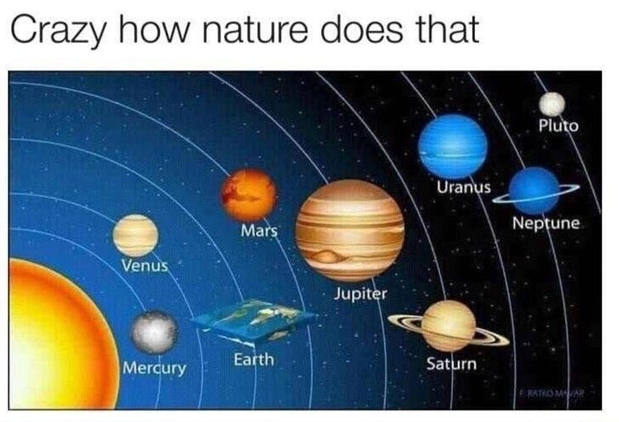 Crazy how nature does that
Pluto
Uranus
Neptune
Mars
Venus
Jupiter
Earth
Saturn
Mercury